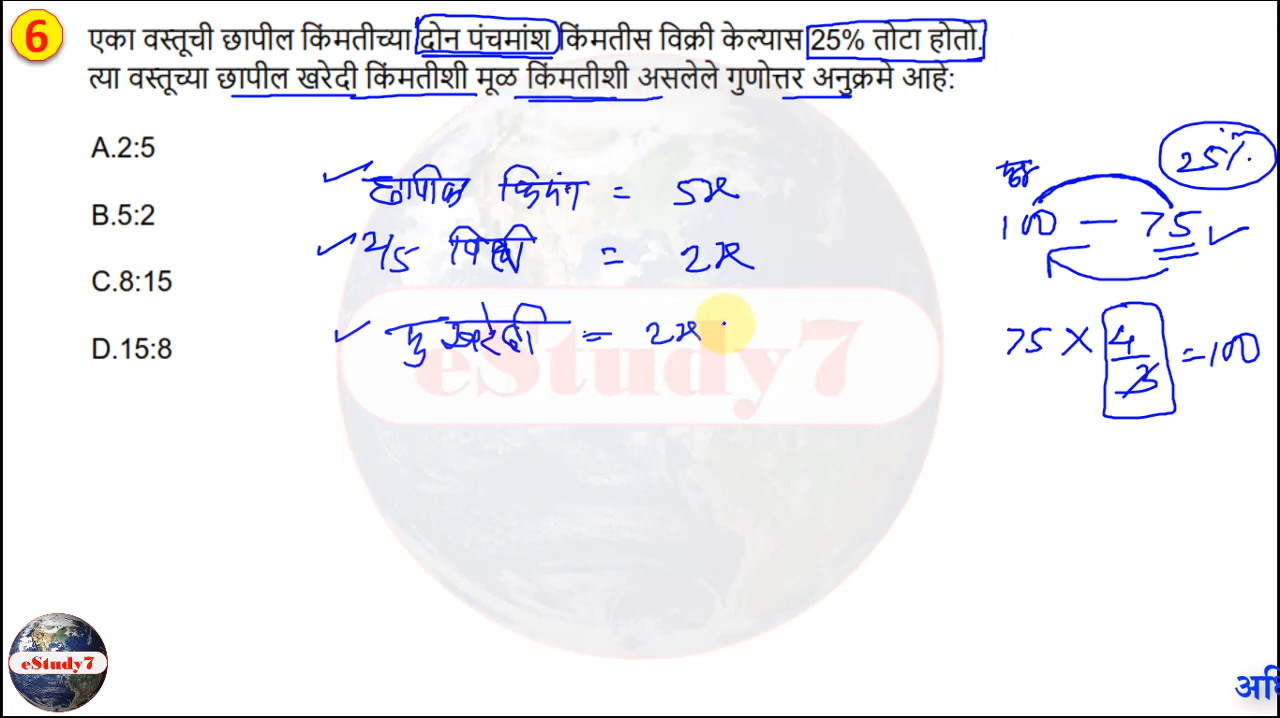 6
एका वस्तूची छापील किंमतीच्या दोन पंचमांश किंमतीस विक्री केल्यास 25% तोटा होतो.
त्या वस्तूच्या छापील खरेदी किंमतीशी मूळ किंमतीशी असलेले गुणोत्तर अनुक्रमे आहे:
A.2:5
B.5:2
C.8:15
D.15:8
छापील किंमत = 5x
2/5 विक्री = 2x
मु खरेदी = 2x
25%
100 — 75
75 × 4/3 = 100
eStudy7
eStudy7